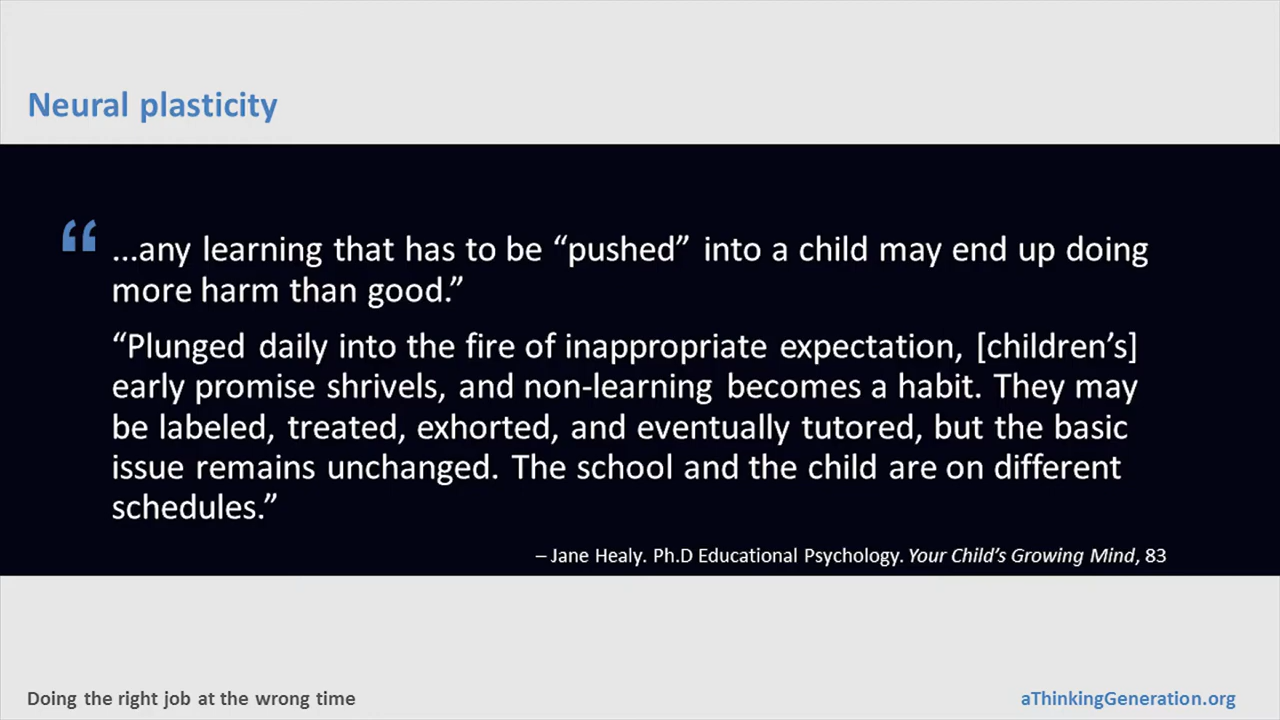 Neural plasticity
“ ...any learning that has to be “pushed” into a child may end up doing
more harm than good.”
“Plunged daily into the fire of inappropriate expectation, [children’s]
early promise shrivels, and non-learning becomes a habit. They may
be labeled, treated, exhorted, and eventually tutored, but the basic
issue remains unchanged. The school and the child are on different
schedules.”
– Jane Healy. Ph.D Educational Psychology. Your Child’s Growing Mind, 83
Doing the right job at the wrong time
aThinkingGeneration.org